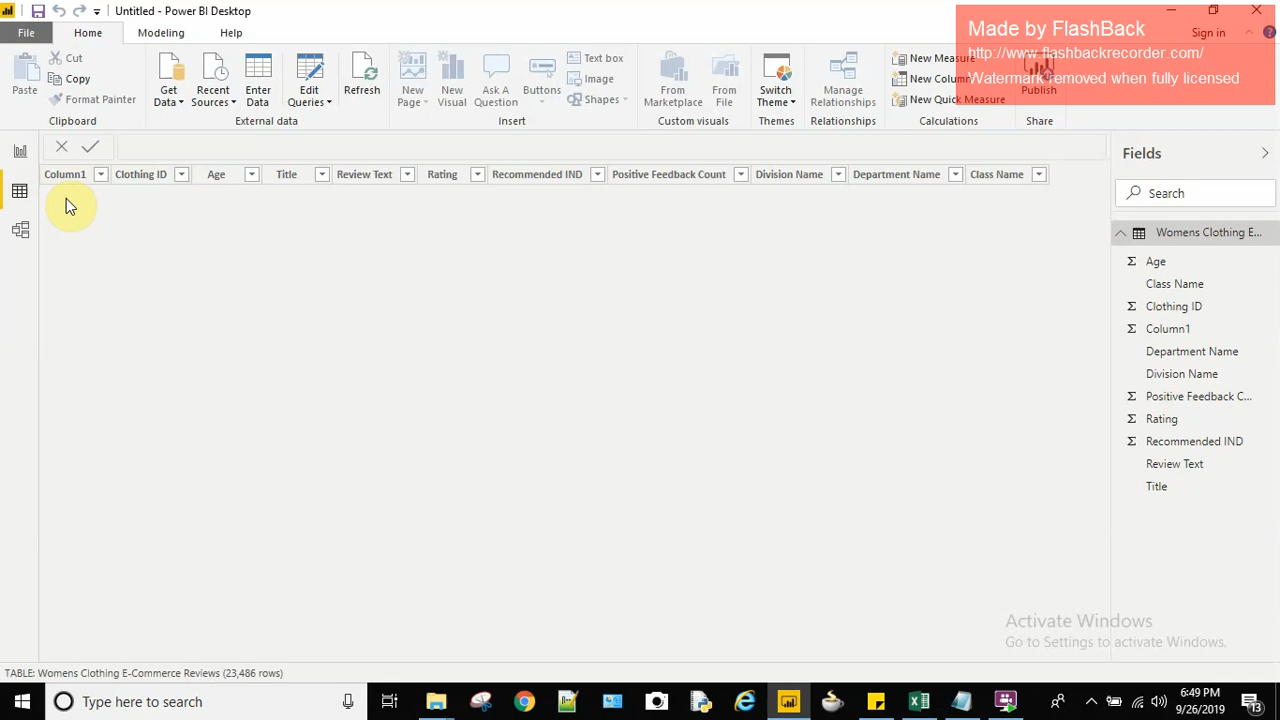 Untitled - Power BI Desktop
Made by FlashBack
http://www.flashbackrecorder.com/
Watermark removed when fully licensed
File
Home
Modeling
Help
Sign in
Paste
Cut
Copy
Format Painter
Clipboard
Get Data
Recent Sources
Enter Data
Edit Queries
Refresh
External data
New Page
New Visual
Ask A Question
Buttons
Text box
Image
Shapes
Insert
From Marketplace
From File
Custom visuals
Switch Theme
Themes
Manage Relationships
Relationships
New Measure
New Column
New Quick Measure
Calculations
Publish
Share
Column1 Clothing ID Age Title Review Text Rating Recommended IND Positive Feedback Count Division Name Department Name Class Name
Fields
Search
Womens Clothing E...
Age
Class Name
Clothing ID
Column1
Department Name
Division Name
Positive Feedback C...
Rating
Recommended IND
Review Text
Title
Activate Windows
Go to Settings to activate Windows.
TABLE: Womens Clothing E-Commerce Reviews (23,486 rows)
Type here to search
6:49 PM
9/26/2019
13